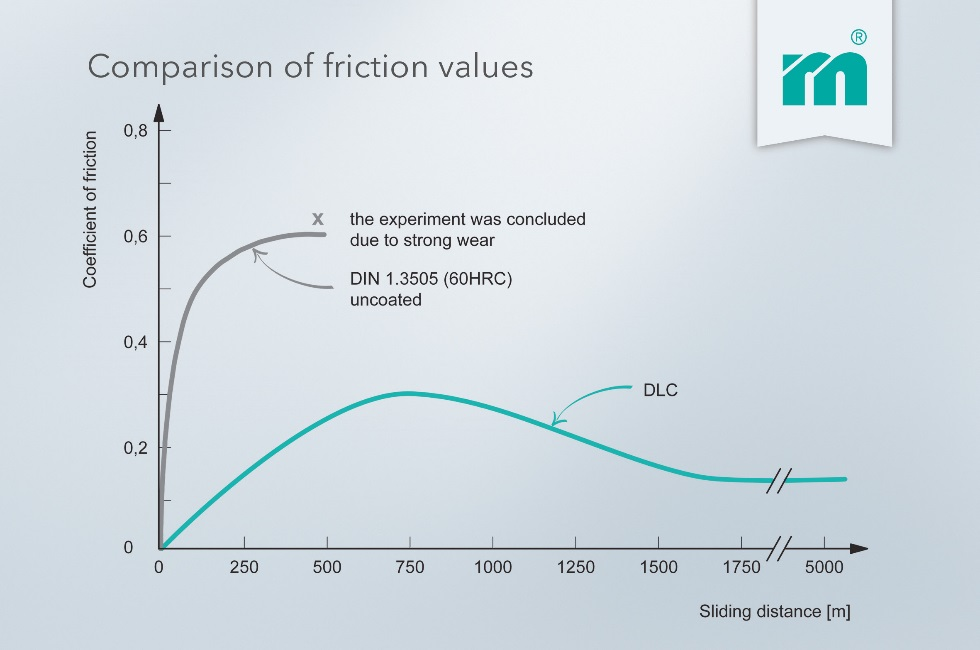 Comparison of friction values
®
m
Coefficient of friction
0,8
0,6
0,4
0,2
0
x
the experiment was concluded
due to strong wear
DIN 1.3505 (60HRC)
uncoated
DLC
0 250 500 750 1000 1250 1500 1750 5000
Sliding distance [m]